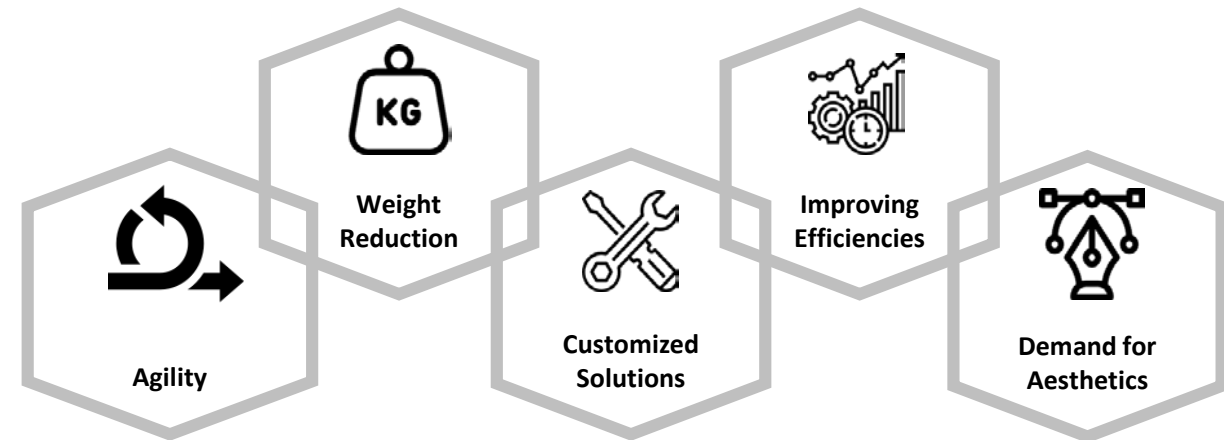 KG
Weight
Reduction
Improving
Efficiencies
Agility
Customized
Solutions
Demand for
Aesthetics